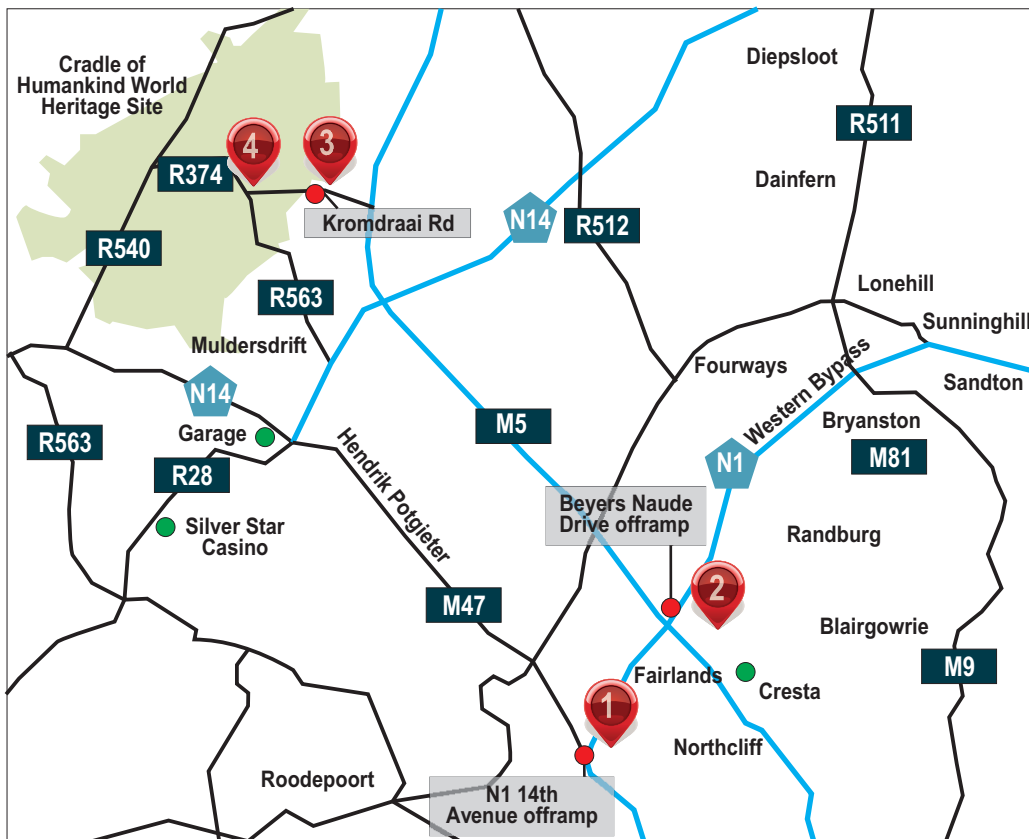 Cradle of
Humankind World
Heritage Site
Diepsloot
R511
4
3
R374
Dainfern
Kromdraai Rd
N14
R512
R540
R563
Lonehill
Sunninghill
Muldersdrift
Fourways
Western Bypass
Sandton
N14
R563
Garage
M5
Bryanston
M81
R28
Hendrik Potgieter
N1
Beyers Naude
Drive offramp
Silver Star
Casino
Randburg
2
M47
Blairgowrie
M9
Fairlands
Cresta
1
Northcliff
Roodepoort
N1 14th
Avenue offramp